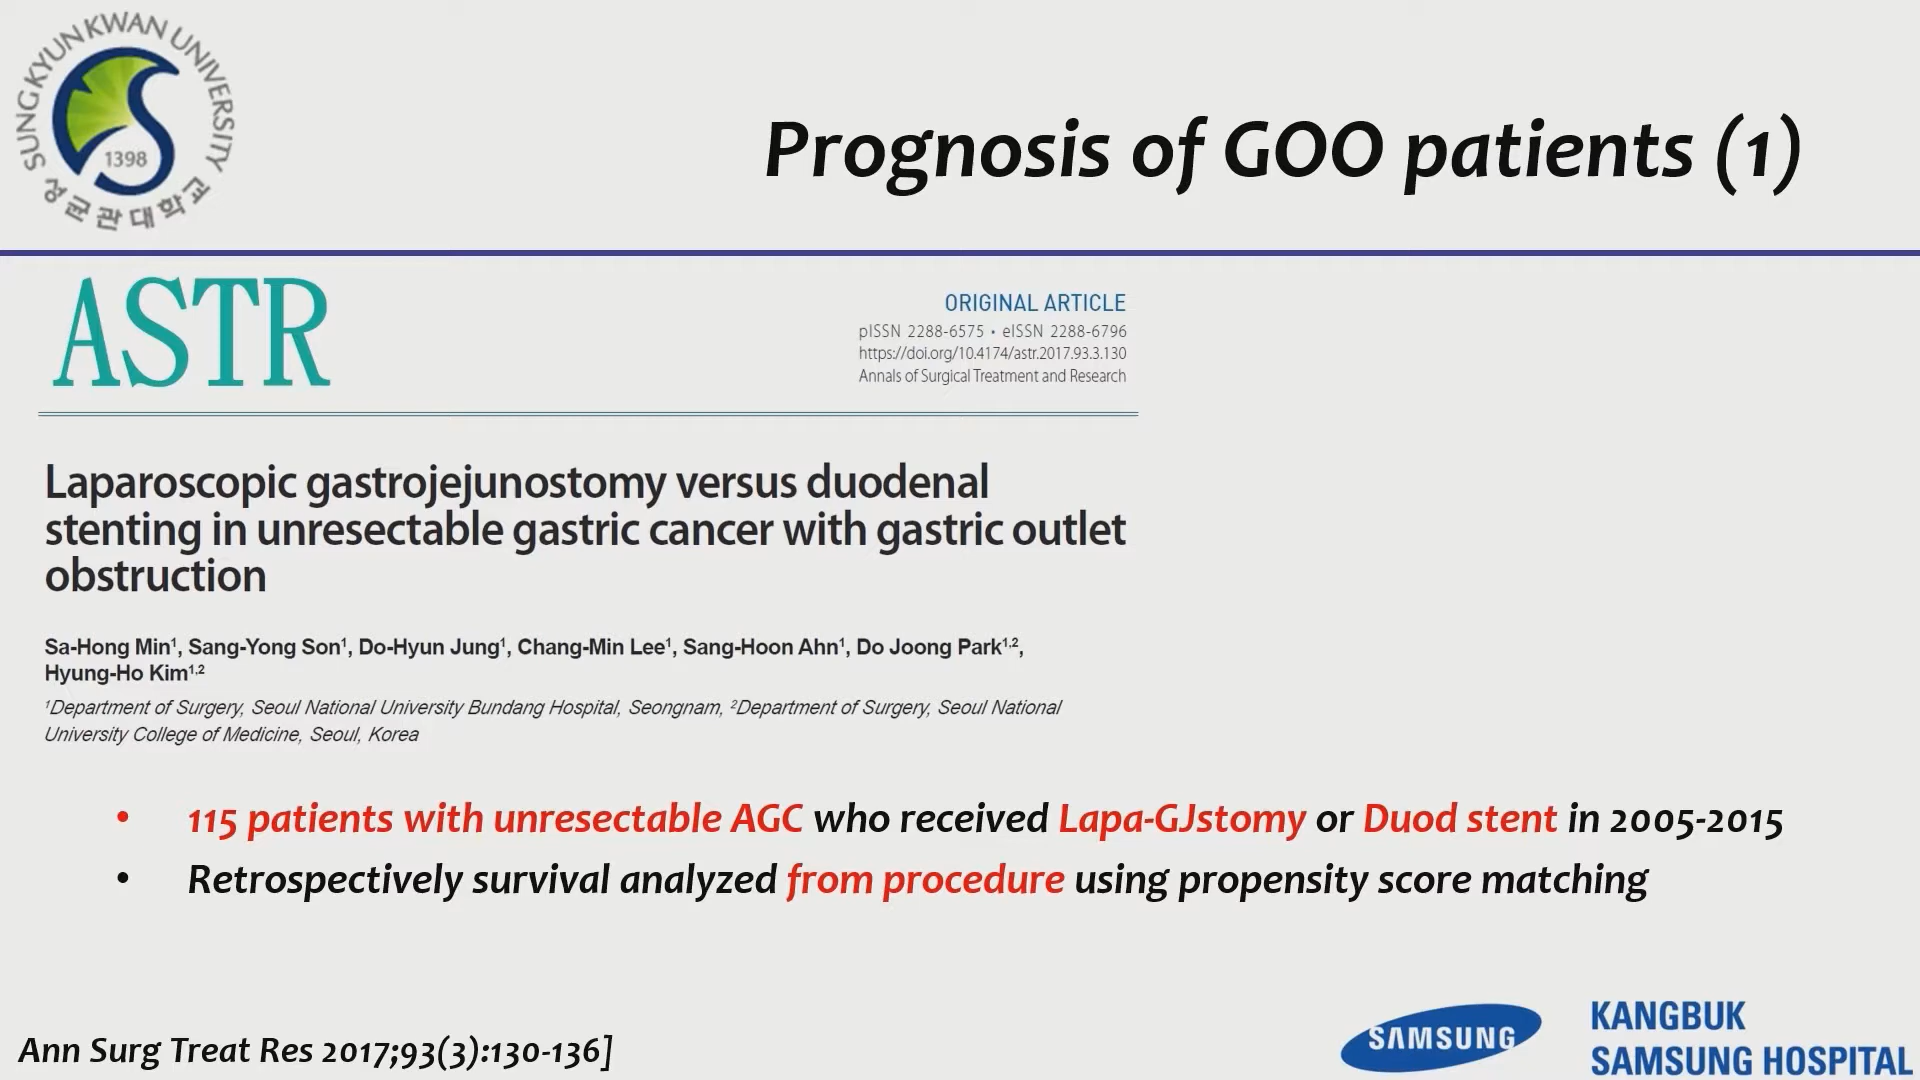 SUNGKYUNKWAN UNIVERSITY
1398
성균관대학교
Prognosis of GOO patients (1)
ASTR
ORIGINAL ARTICLE
pISSN 2288-6575 • eISSN 2288-6796
https://doi.org/10.4174/astr.2017.93.3.130
Annals of Surgical Treatment and Research
Laparoscopic gastrojejunostomy versus duodenal
stenting in unresectable gastric cancer with gastric outlet
obstruction
Sa-Hong Min¹, Sang-Yong Son¹, Do-Hyun Jung¹, Chang-Min Lee¹, Sang-Hoon Ahn¹, Do Joong Park¹,²,
Hyung-Ho Kim¹,²
¹Department of Surgery, Seoul National University Bundang Hospital, Seongnam, ²Department of Surgery, Seoul National
University College of Medicine, Seoul, Korea
• 115 patients with unresectable AGC who received Lapa-GJstomy or Duod stent in 2005-2015
• Retrospectively survival analyzed from procedure using propensity score matching
Ann Surg Treat Res 2017;93(3):130-136]
SAMSUNG
KANGBUK
SAMSUNG HOSPITAL